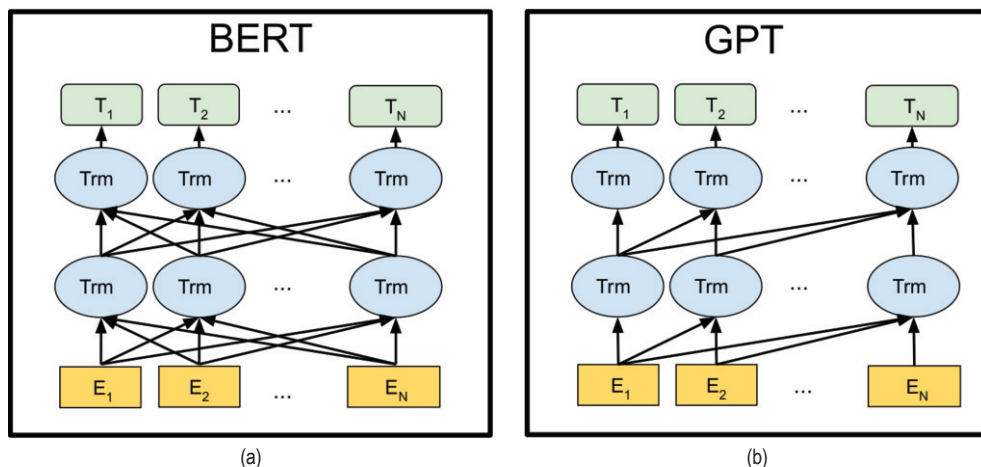 BERT
T1 T2 ... TN
Trm Trm ... Trm
Trm Trm ... Trm
E1 E2 ... EN
(a)
GPT
T1 T2 ... TN
Trm Trm ... Trm
Trm Trm ... Trm
E1 E2 ... EN
(b)